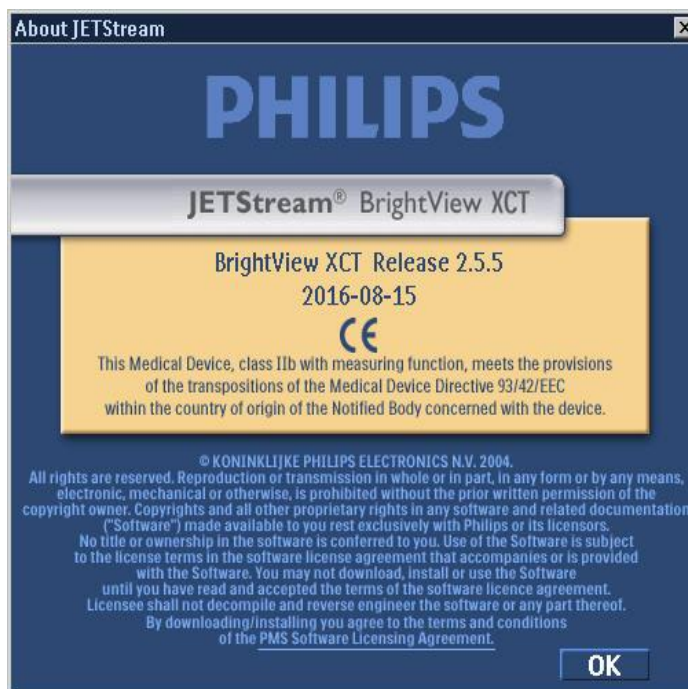 About JETStream
PHILIPS
JETStream® BrightView XCT
BrightView XCT Release 2.5.5
2016-08-15
CE
This Medical Device, class IIb with measuring function, meets the provisions
of the transpositions of the Medical Device Directive 93/42/EEC
within the country of origin of the Notified Body concerned with the device.
© KONINKLIJKE PHILIPS ELECTRONICS N.V. 2004.
All rights are reserved. Reproduction or transmission in whole or in part, in any form or by any means,
electronic, mechanical or otherwise, is prohibited without the prior written permission of the
copyright owner. Copyrights and all other proprietary rights in any software and related documentation
("Software") made available to you rest exclusively with Philips or its licensors.
No title or ownership in the software is conferred to you. Use of the Software is subject
to the license terms in the software license agreement that accompanies or is provided
with the Software. You may not download, install or use the Software
until you have read and accepted the terms of the software licence agreement.
Licensee shall not decompile and reverse engineer the software or any part thereof.
By downloading/installing you agree to the terms and conditions
of the PMS Software Licensing Agreement.
OK